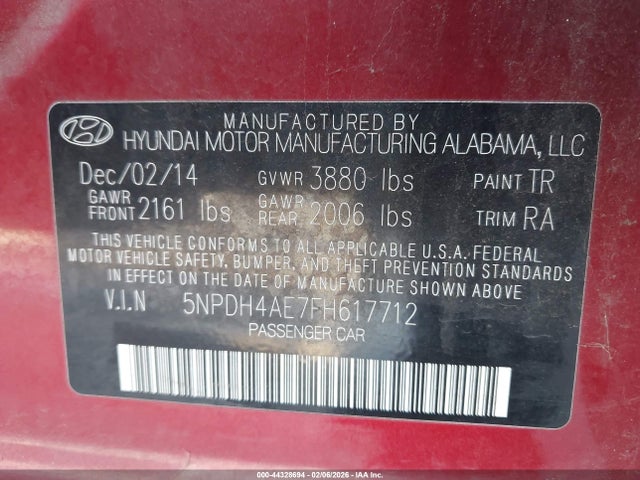 MANUFACTURED BY
HYUNDAI MOTOR MANUFACTURING ALABAMA, LLC
Dec/02/14 GVWR 3880 lbs PAINT TR
GAWR FRONT 2161 lbs GAWR REAR 2006 lbs TRIM RA
THIS VEHICLE CONFORMS TO ALL APPLICABLE U.S.A. FEDERAL
MOTOR VEHICLE SAFETY, BUMPER, AND THEFT PREVENTION STANDARDS
IN EFFECT ON THE DATE OF MANUFACTURE SHOWN ABOVE.
V.I.N 5NPDH4AE7FH617712
PASSENGER CAR
000-44328694 - 02/06/2026 - IAA, Inc.